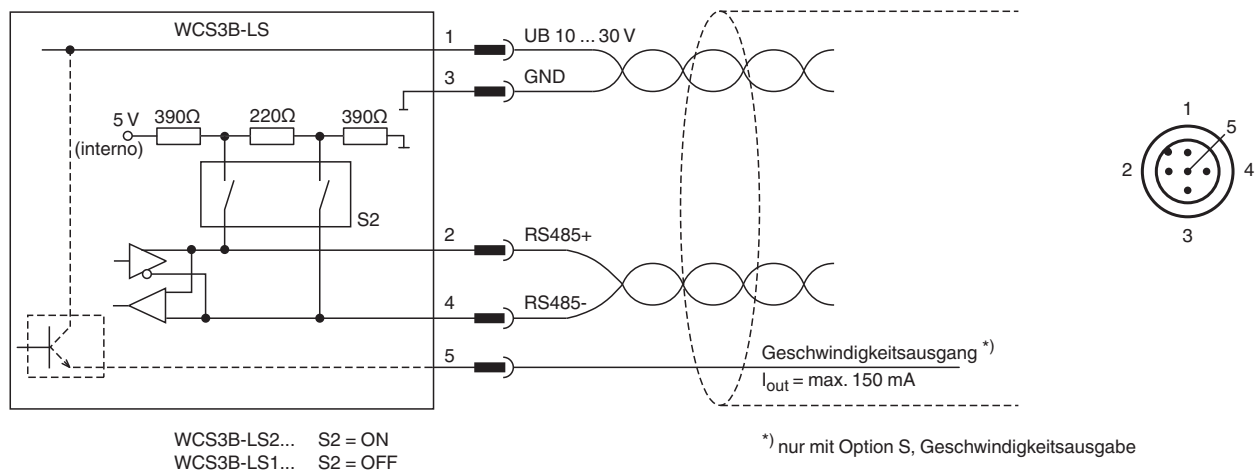 WCS3B-LS
1 UB 10 ... 30 V
3 GND
5 V
(interno)
390Ω 220Ω 390Ω
S2
2 RS485+
4 RS485-
5
Geschwindigkeitsausgang *)
Iout = max. 150 mA
1
5
2
4
3
WCS3B-LS2... S2 = ON
WCS3B-LS1... S2 = OFF
*) nur mit Option S, Geschwindigkeitsausgabe